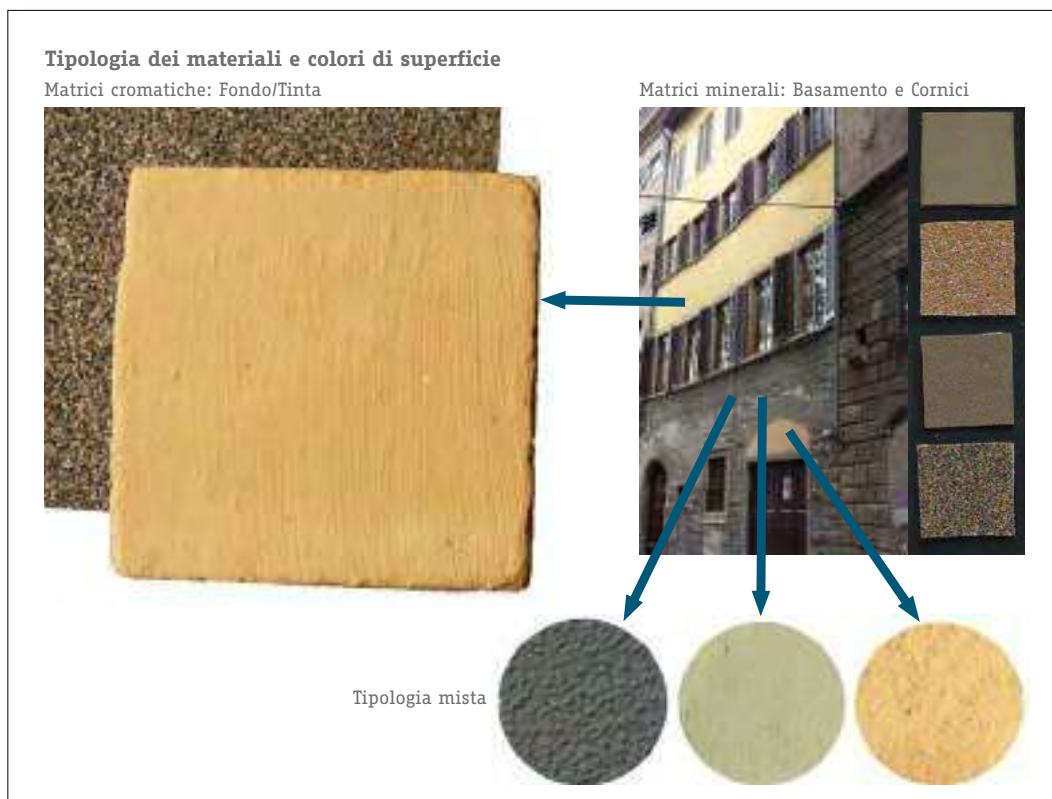 Tipologia dei materiali e colori di superficie
Matrici cromatiche: Fondo/Tinta
Matrici minerali: Basamento e Cornici
Tipologia mista